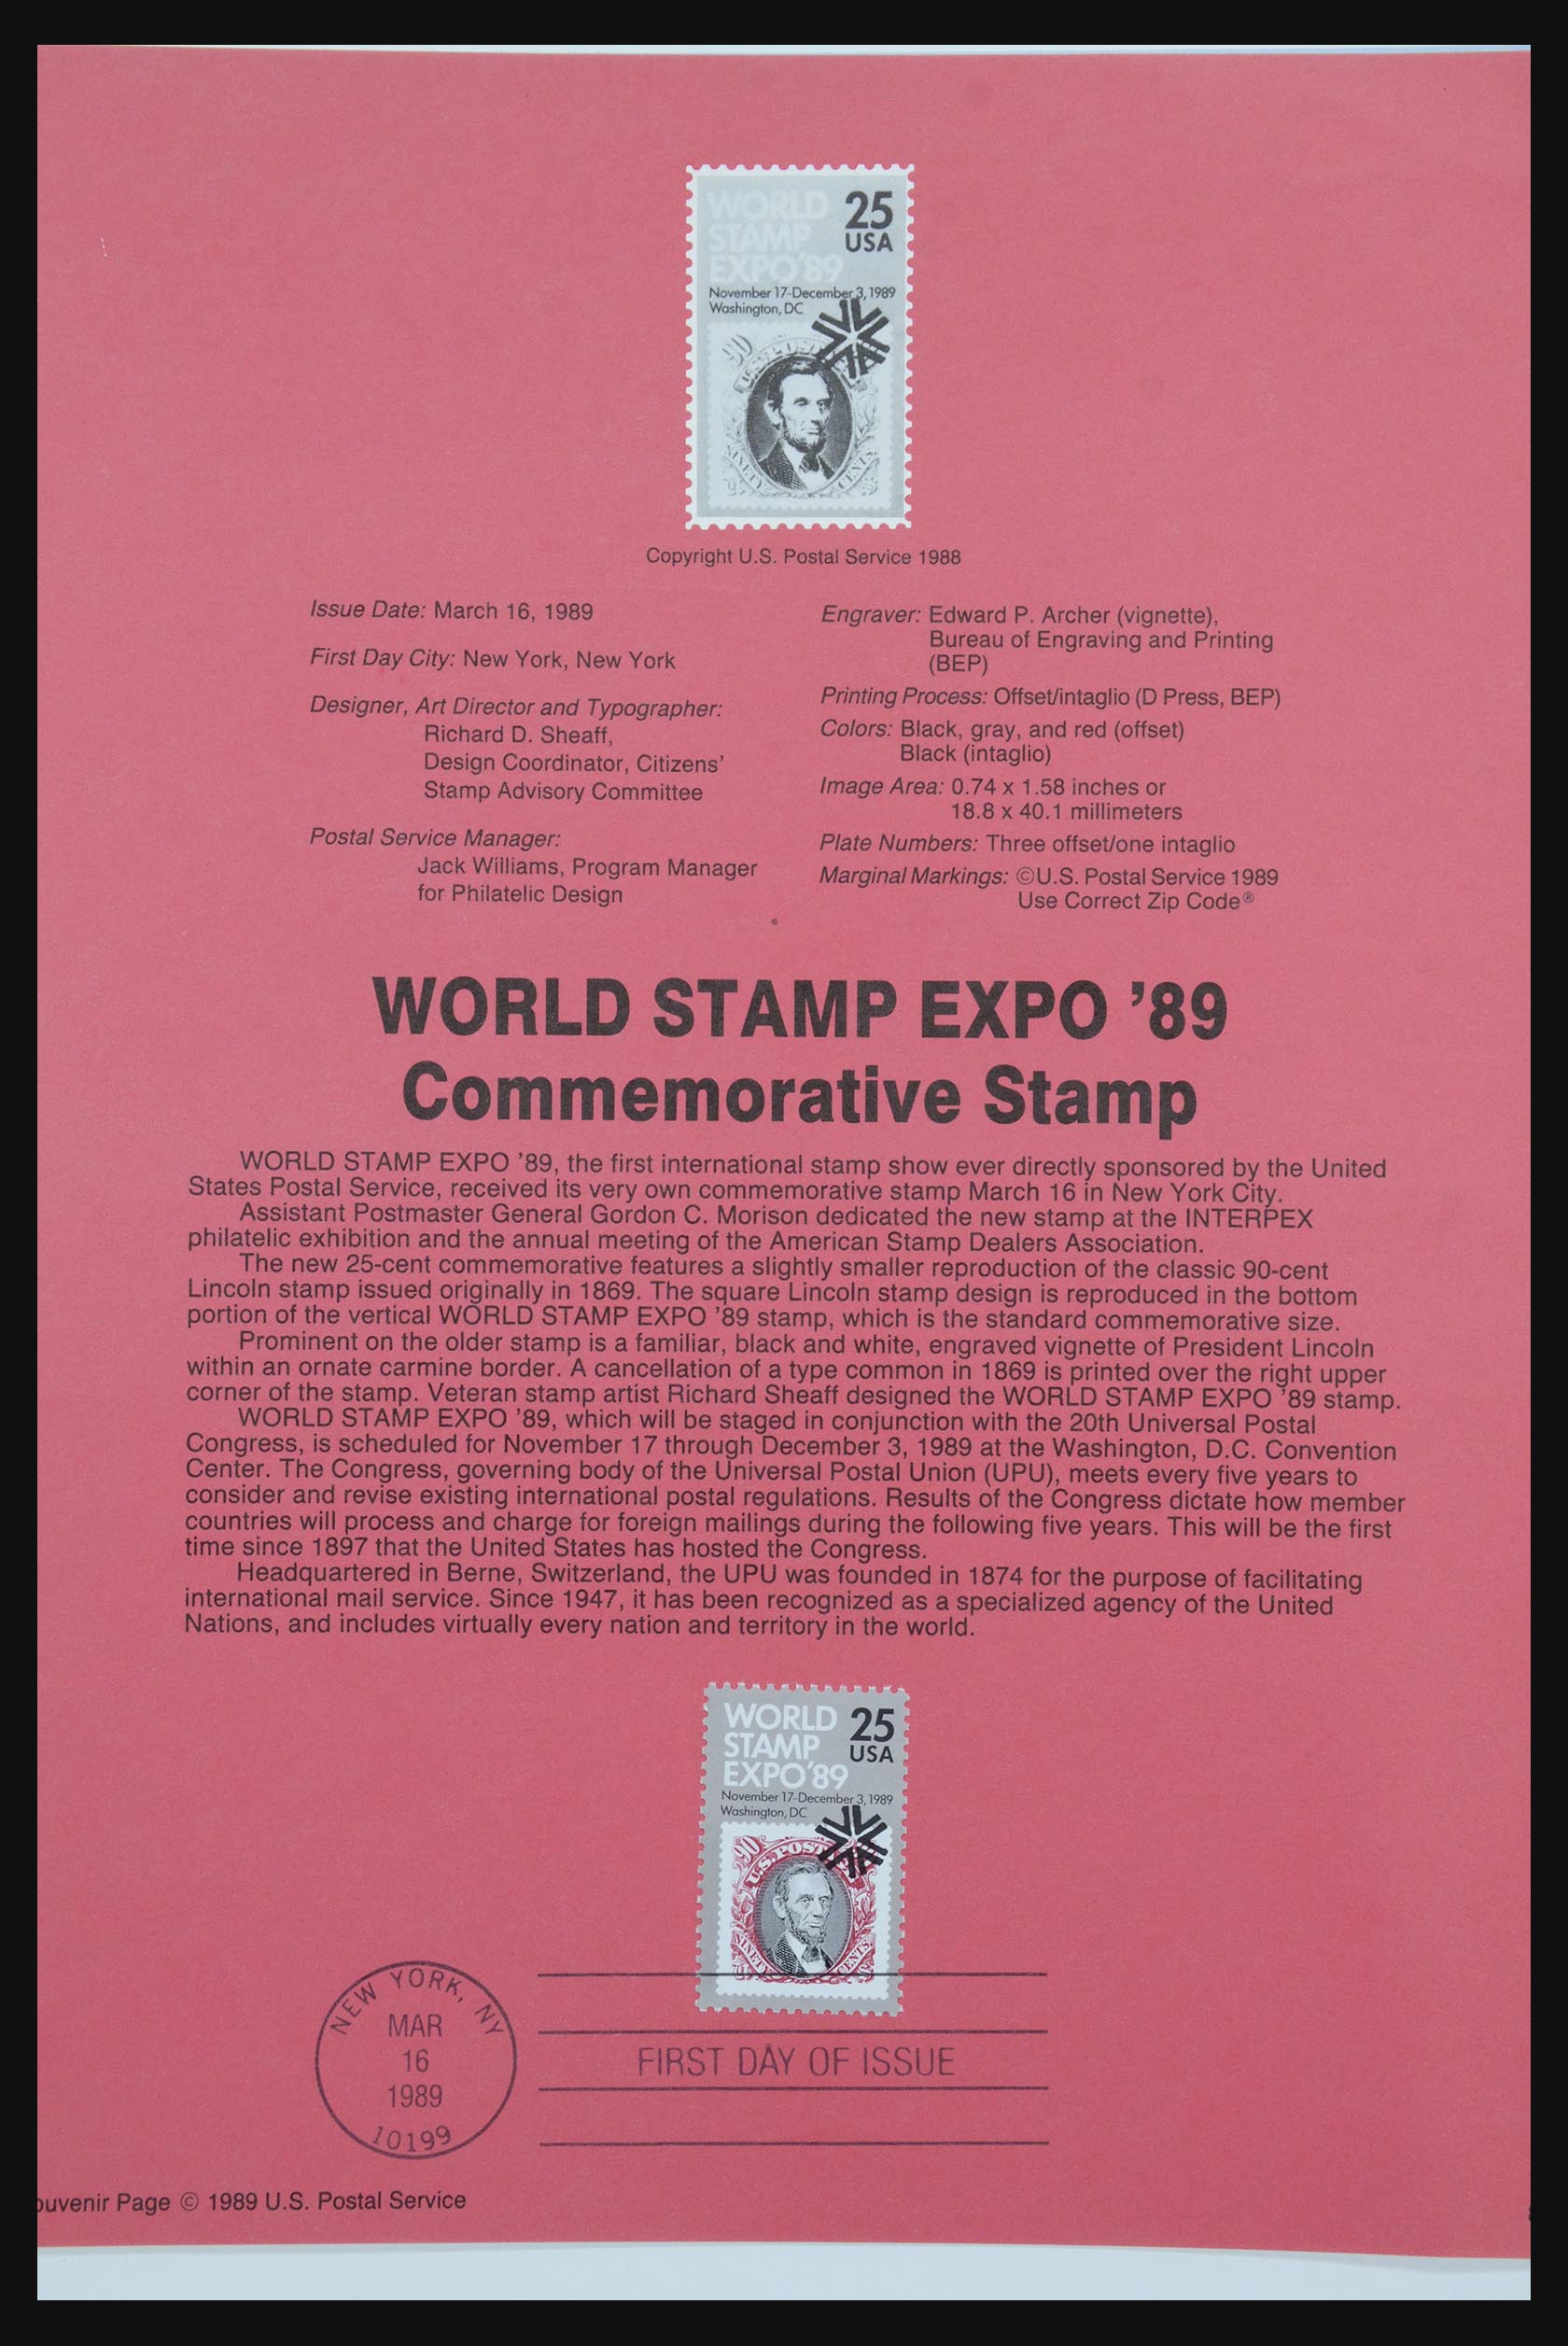 WORLD
STAMP
EXPO'89
25
USA
November 17-December 3, 1989
Washington, DC
90
NINETY CENTS
Copyright U.S. Postal Service 1988
Issue Date: March 16, 1989
First Day City: New York, New York
Designer, Art Director and Typographer:
Richard D. Sheaff,
Design Coordinator, Citizens'
Stamp Advisory Committee
Postal Service Manager:
Jack Williams, Program Manager
for Philatelic Design
Engraver: Edward P. Archer (vignette),
Bureau of Engraving and Printing
(BEP)
Printing Process: Offset/intaglio (D Press, BEP)
Colors: Black, gray, and red (offset)
Black (intaglio)
Image Area: 0.74 x 1.58 inches or
18.8 x 40.1 millimeters
Plate Numbers: Three offset/one intaglio
Marginal Markings: ©U.S. Postal Service 1989
Use Correct Zip Code®
WORLD STAMP EXPO ’89
Commemorative Stamp
WORLD STAMP EXPO ’89, the first international stamp show ever directly sponsored by the United
States Postal Service, received its very own commemorative stamp March 16 in New York City.
Assistant Postmaster General Gordon C. Morison dedicated the new stamp at the INTERPEX
philatelic exhibition and the annual meeting of the American Stamp Dealers Association.
The new 25-cent commemorative features a slightly smaller reproduction of the classic 90-cent
Lincoln stamp issued originally in 1869. The square Lincoln stamp design is reproduced in the bottom
portion of the vertical WORLD STAMP EXPO ’89 stamp, which is the standard commemorative size.
Prominent on the older stamp is a familiar, black and white, engraved vignette of President Lincoln
within an ornate carmine border. A cancellation of a type common in 1869 is printed over the right upper
corner of the stamp. Veteran stamp artist Richard Sheaff designed the WORLD STAMP EXPO ’89 stamp.
WORLD STAMP EXPO ’89, which will be staged in conjunction with the 20th Universal Postal
Congress, is scheduled for November 17 through December 3, 1989 at the Washington, D.C. Convention
Center. The Congress, governing body of the Universal Postal Union (UPU), meets every five years to
consider and revise existing international postal regulations. Results of the Congress dictate how member
countries will process and charge for foreign mailings during the following five years. This will be the first
time since 1897 that the United States has hosted the Congress.
Headquartered in Berne, Switzerland, the UPU was founded in 1874 for the purpose of facilitating
international mail service. Since 1947, it has been recognized as a specialized agency of the United
Nations, and includes virtually every nation and territory in the world.
WORLD
STAMP
EXPO'89
25
USA
November 17-December 3, 1989
Washington, DC
90
U.S. POST
NINETY CENTS
NEW YORK, NY
MAR
16
1989
10199
FIRST DAY OF ISSUE
ouvenir Page © 1989 U.S. Postal Service